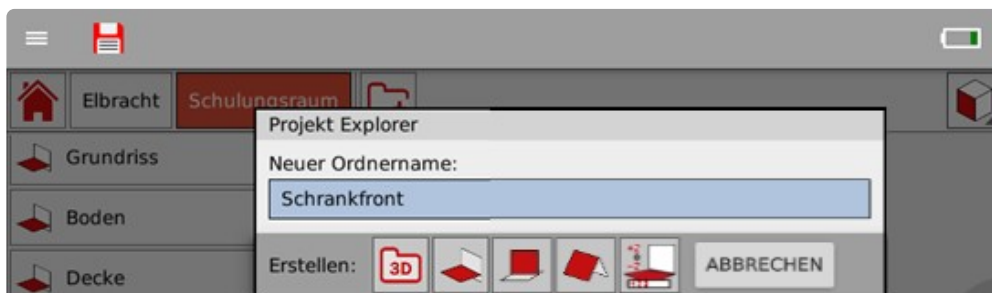 Elbracht Schulungsraum
Projekt Explorer
Grundriss
Neuer Ordnername:
Schrankfront
Boden
Erstellen: 3D ABBRECHEN
Decke